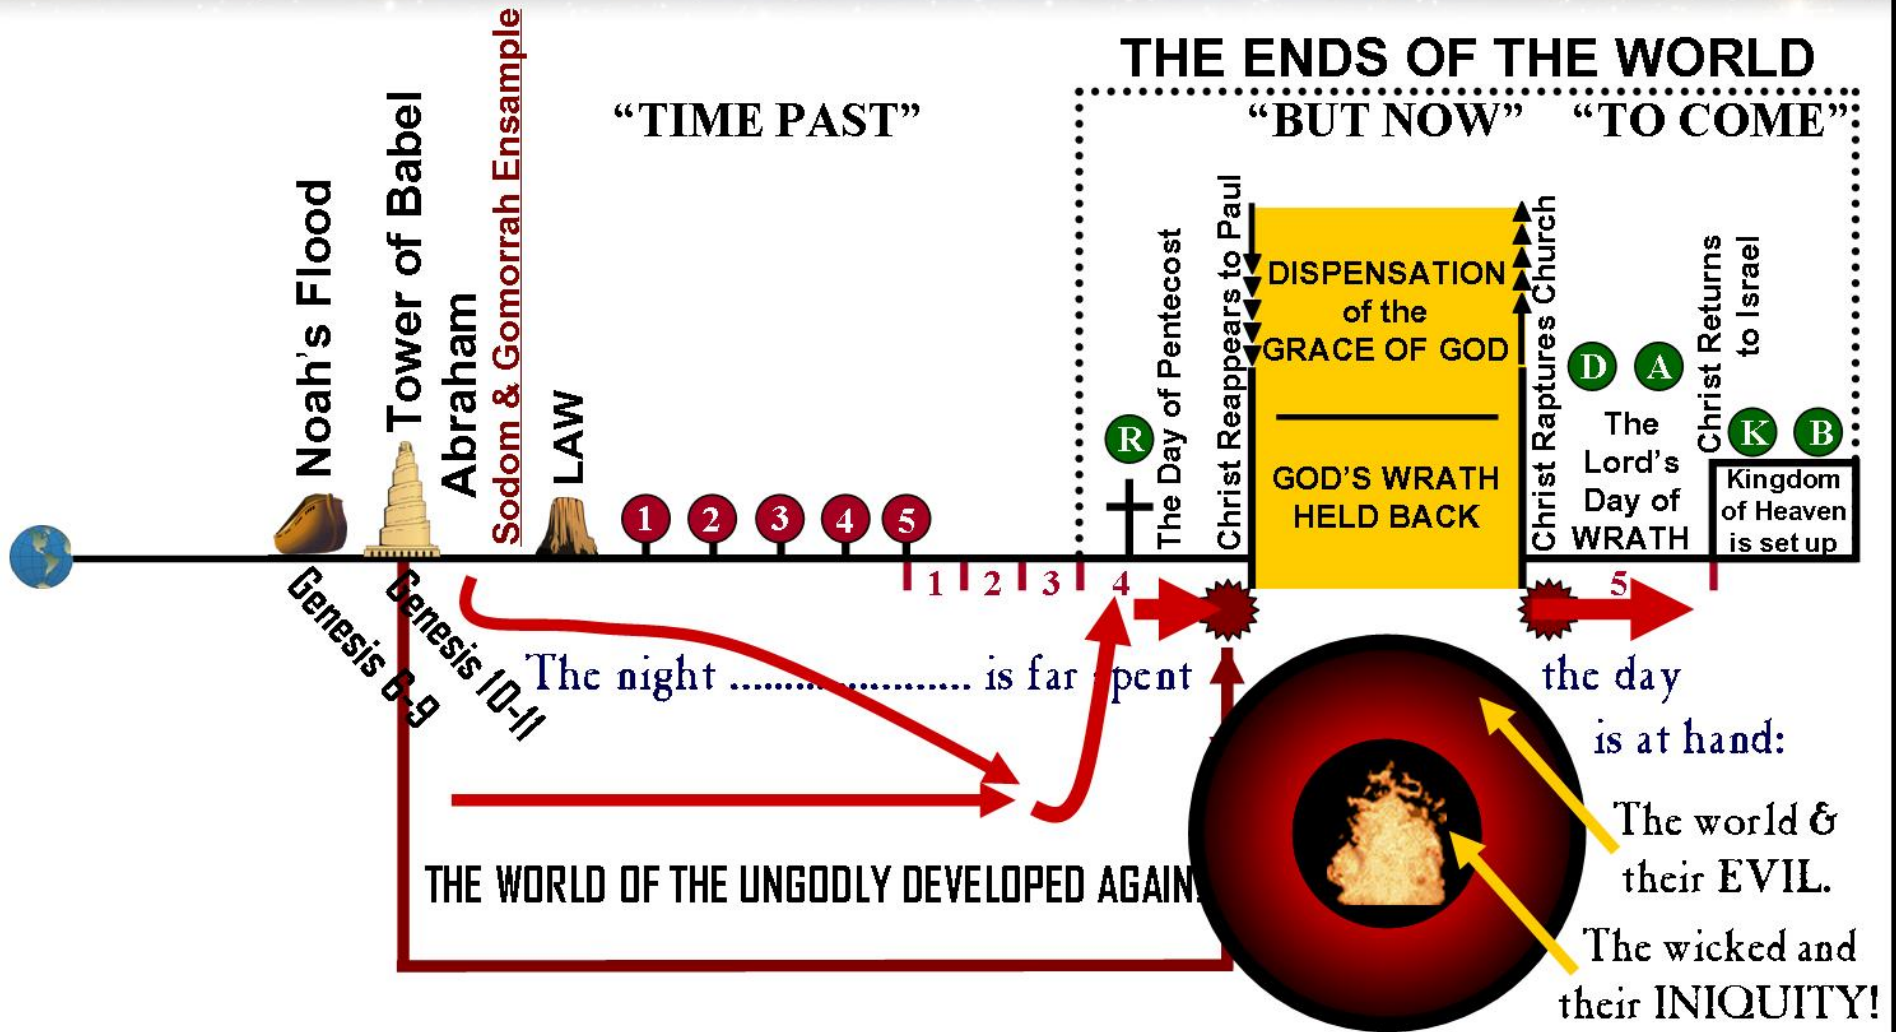 THE ENDS OF THE WORLD
“TIME PAST”
“BUT NOW”
“TO COME”
Noah's Flood
Tower of Babel
Abraham
Sodom & Gomorrah Ensample
LAW
1
2
3
4
5
R
The Day of Pentecost
Christ Reappears to Paul
DISPENSATION
of the
GRACE OF GOD
GOD'S WRATH
HELD BACK
Christ Raptures Church
D
A
The
Lord's
Day of
WRATH
Christ Returns
to Israel
K
B
Kingdom
of Heaven
is set up
1
2
3
4
5
Genesis 6-9
Genesis 10-11
The night ...................... is far spent
the day
is at hand:
THE WORLD OF THE UNGODLY DEVELOPED AGAIN!
The world &
their EVIL.
The wicked and
their INIQUITY!